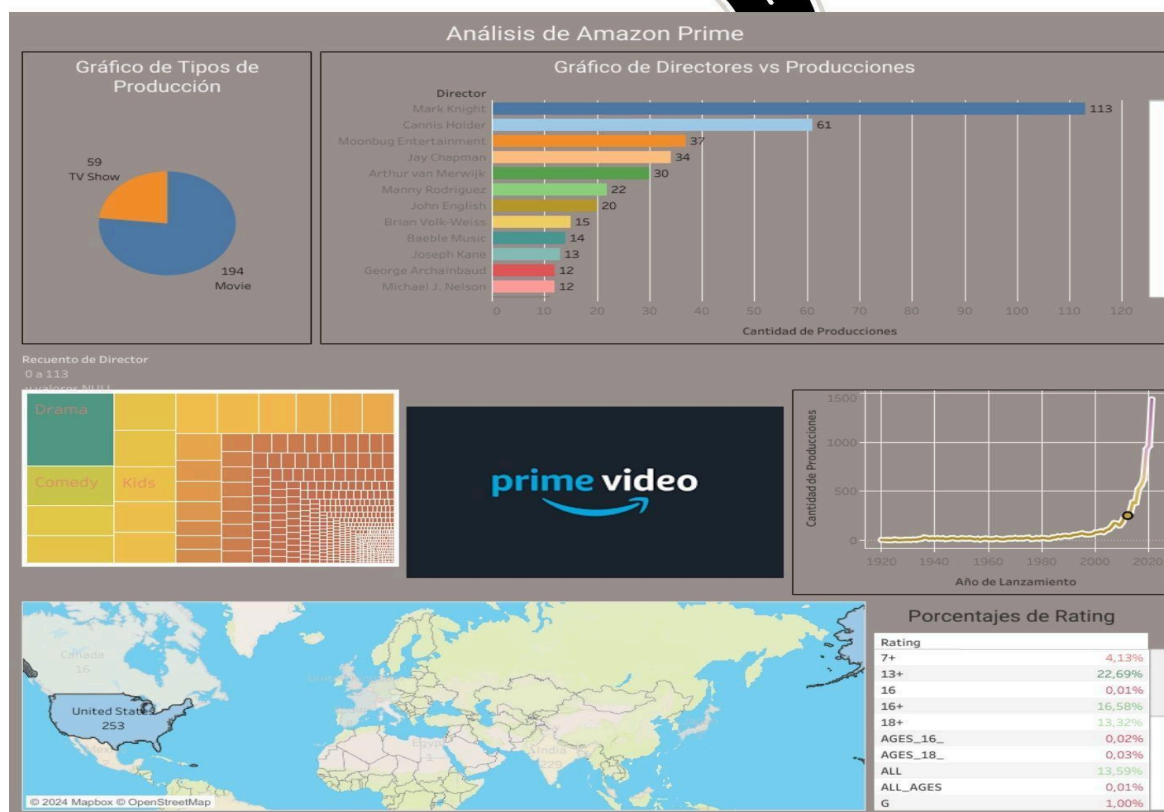 Análisis de Amazon Prime
Gráfico de Tipos de
Producción
59
TV Show
194
Movie
Gráfico de Directores vs Producciones
Director
Mark Knight
113
Cannis Holder
61
Moonbug Entertainment
37
Jay Chapman
34
Arthur van Merwijk
30
Manny Rodriguez
22
John English
20
Brian Volk-Weiss
15
Baeble Music
14
Joseph Kane
13
George Archainbaud
12
Michael J. Nelson
12
0 10 20 30 40 50 60 70 80 90 100 110 120
Cantidad de Producciones
Recuento de Director
0 a 113
y valores NULL
Drama
Comedy
Kids
prime video
Cantidad de Producciones
1500
1000
500
0
1920 1940 1960 1980 2000 2020
Año de Lanzamiento
Canada
16
United States
253
Egypt
1
India
229
© 2024 Mapbox © OpenStreetMap
Porcentajes de Rating
Rating
7+ 4,13%
13+ 22,69%
16 0,01%
16+ 16,58%
18+ 13,32%
AGES_16_ 0,02%
AGES_18_ 0,03%
ALL 13,59%
ALL_AGES 0,01%
G 1,00%